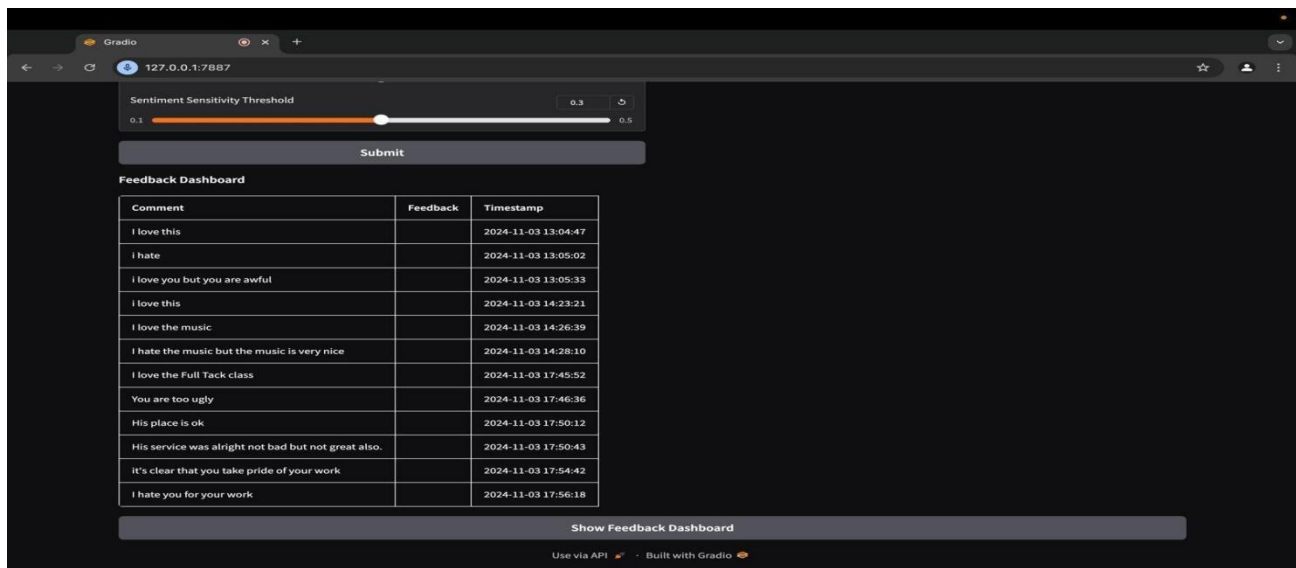 Gradio
127.0.0.1:7887
Sentiment Sensitivity Threshold
0.3
0.1
0.5
Submit
Feedback Dashboard
Comment Feedback Timestamp
I love this 2024-11-03 13:04:47
i hate 2024-11-03 13:05:02
i love you but you are awful 2024-11-03 13:05:33
i love this 2024-11-03 14:23:21
I love the music 2024-11-03 14:26:39
I hate the music but the music is very nice 2024-11-03 14:28:10
I love the Full Tack class 2024-11-03 17:45:52
You are too ugly 2024-11-03 17:46:36
His place is ok 2024-11-03 17:50:12
His service was alright not bad but not great also. 2024-11-03 17:50:43
it's clear that you take pride of your work 2024-11-03 17:54:42
I hate you for your work 2024-11-03 17:56:18
Show Feedback Dashboard
Use via API · Built with Gradio